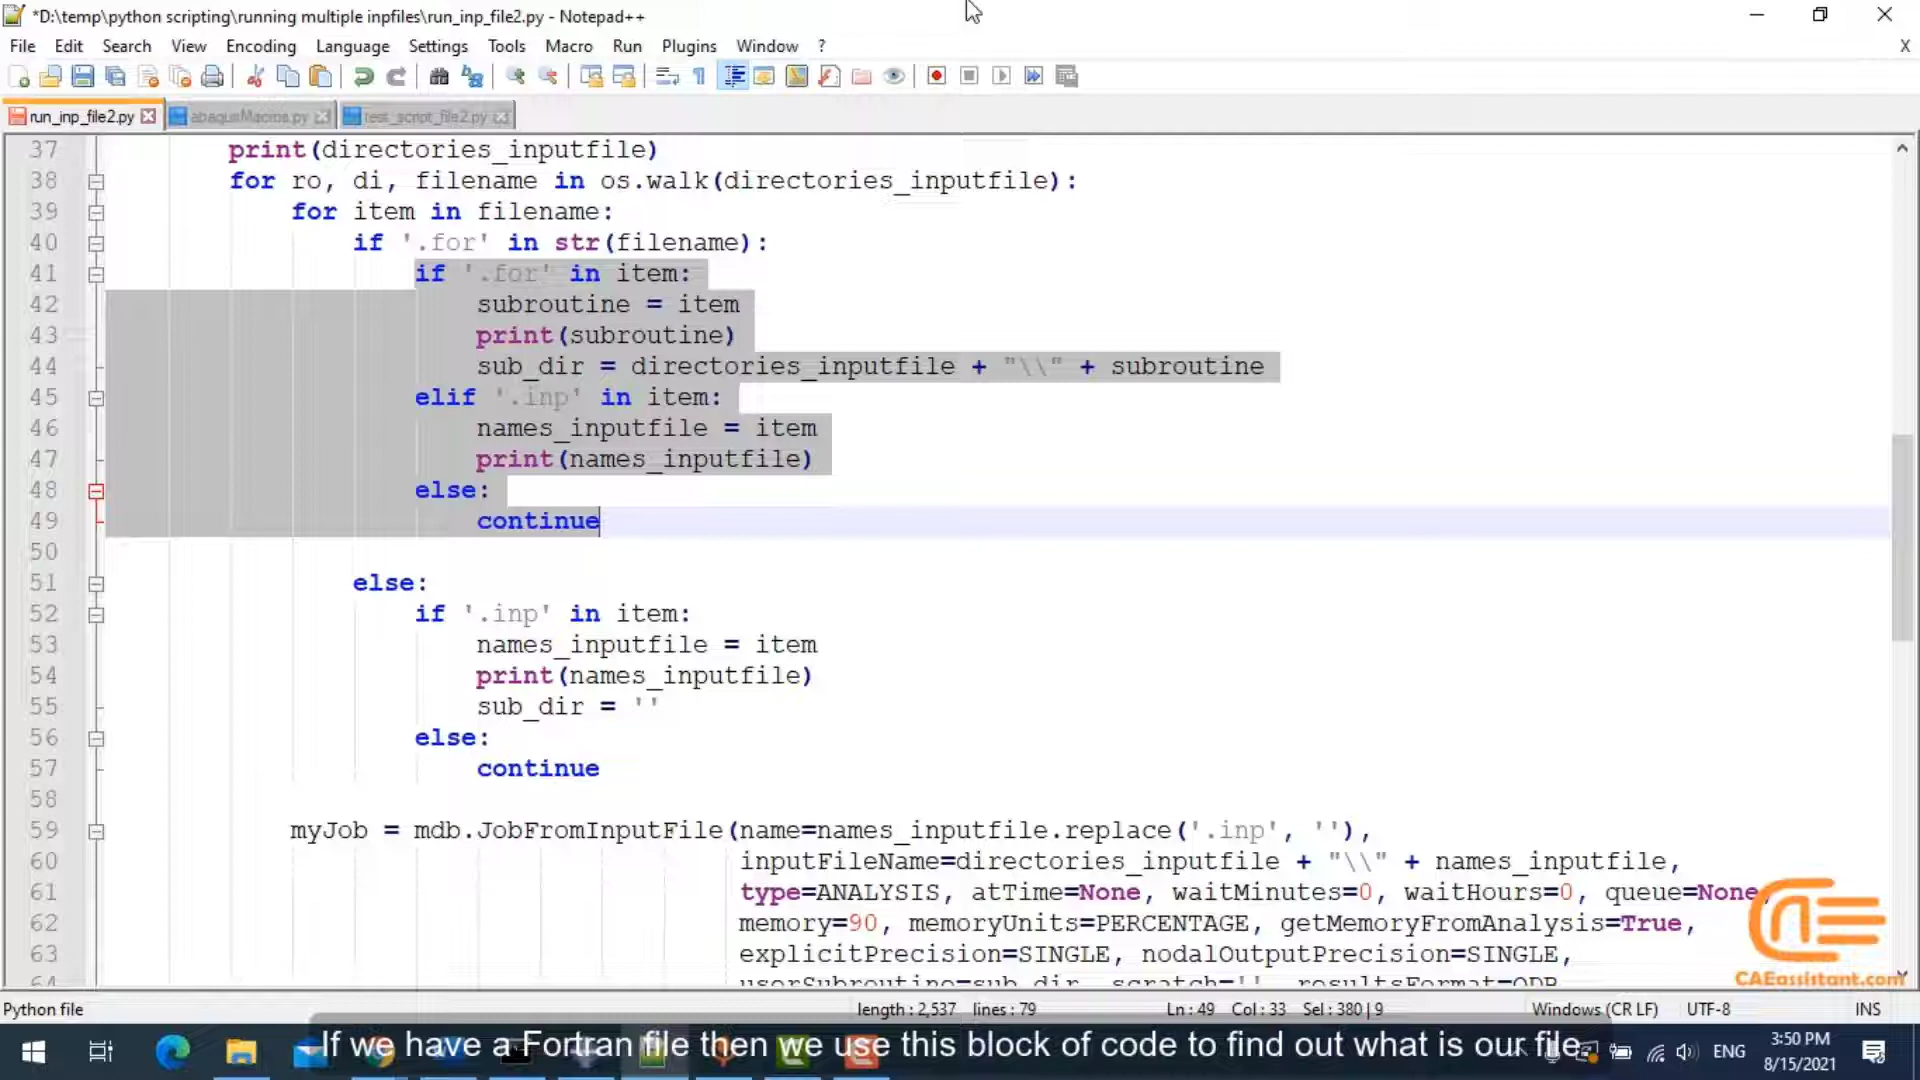 *D:\temp\python scripting\running multiple inpfiles\run_inp_file2.py - Notepad++
File Edit Search View Encoding Language Settings Tools Macro Run Plugins Window ? X
run_inp_file2.py abaqusMacros.py test_script_file2.py
37 print(directories_inputfile)
38 for ro, di, filename in os.walk(directories_inputfile):
39 for item in filename:
40 if '.for' in str(filename):
41 if '.for' in item:
42 subroutine = item
43 print(subroutine)
44 sub_dir = directories_inputfile + "\\" + subroutine
45 elif '.inp' in item:
46 names_inputfile = item
47 print(names_inputfile)
48 else:
49 continue
50
51 else:
52 if '.inp' in item:
53 names_inputfile = item
54 print(names_inputfile)
55 sub_dir = ''
56 else:
57 continue
58
59 myJob = mdb.JobFromInputFile(name=names_inputfile.replace('.inp', ''),
60 inputFileName=directories_inputfile + "\\" + names_inputfile,
61 type=ANALYSIS, atTime=None, waitMinutes=0, waitHours=0, queue=None,
62 memory=90, memoryUnits=PERCENTAGE, getMemoryFromAnalysis=True,
63 explicitPrecision=SINGLE, nodalOutputPrecision=SINGLE,
64 userSubroutine=sub_dir, scratch='', resultsFormat=ODB,
CAEassistant.com
Python file length : 2,537 lines : 79 Ln : 49 Col : 33 Sel : 380 | 9 Windows (CR LF) UTF-8 INS
If we have a Fortran file then we use this block of code to find out what is our file
ENG 3:50 PM
8/15/2021